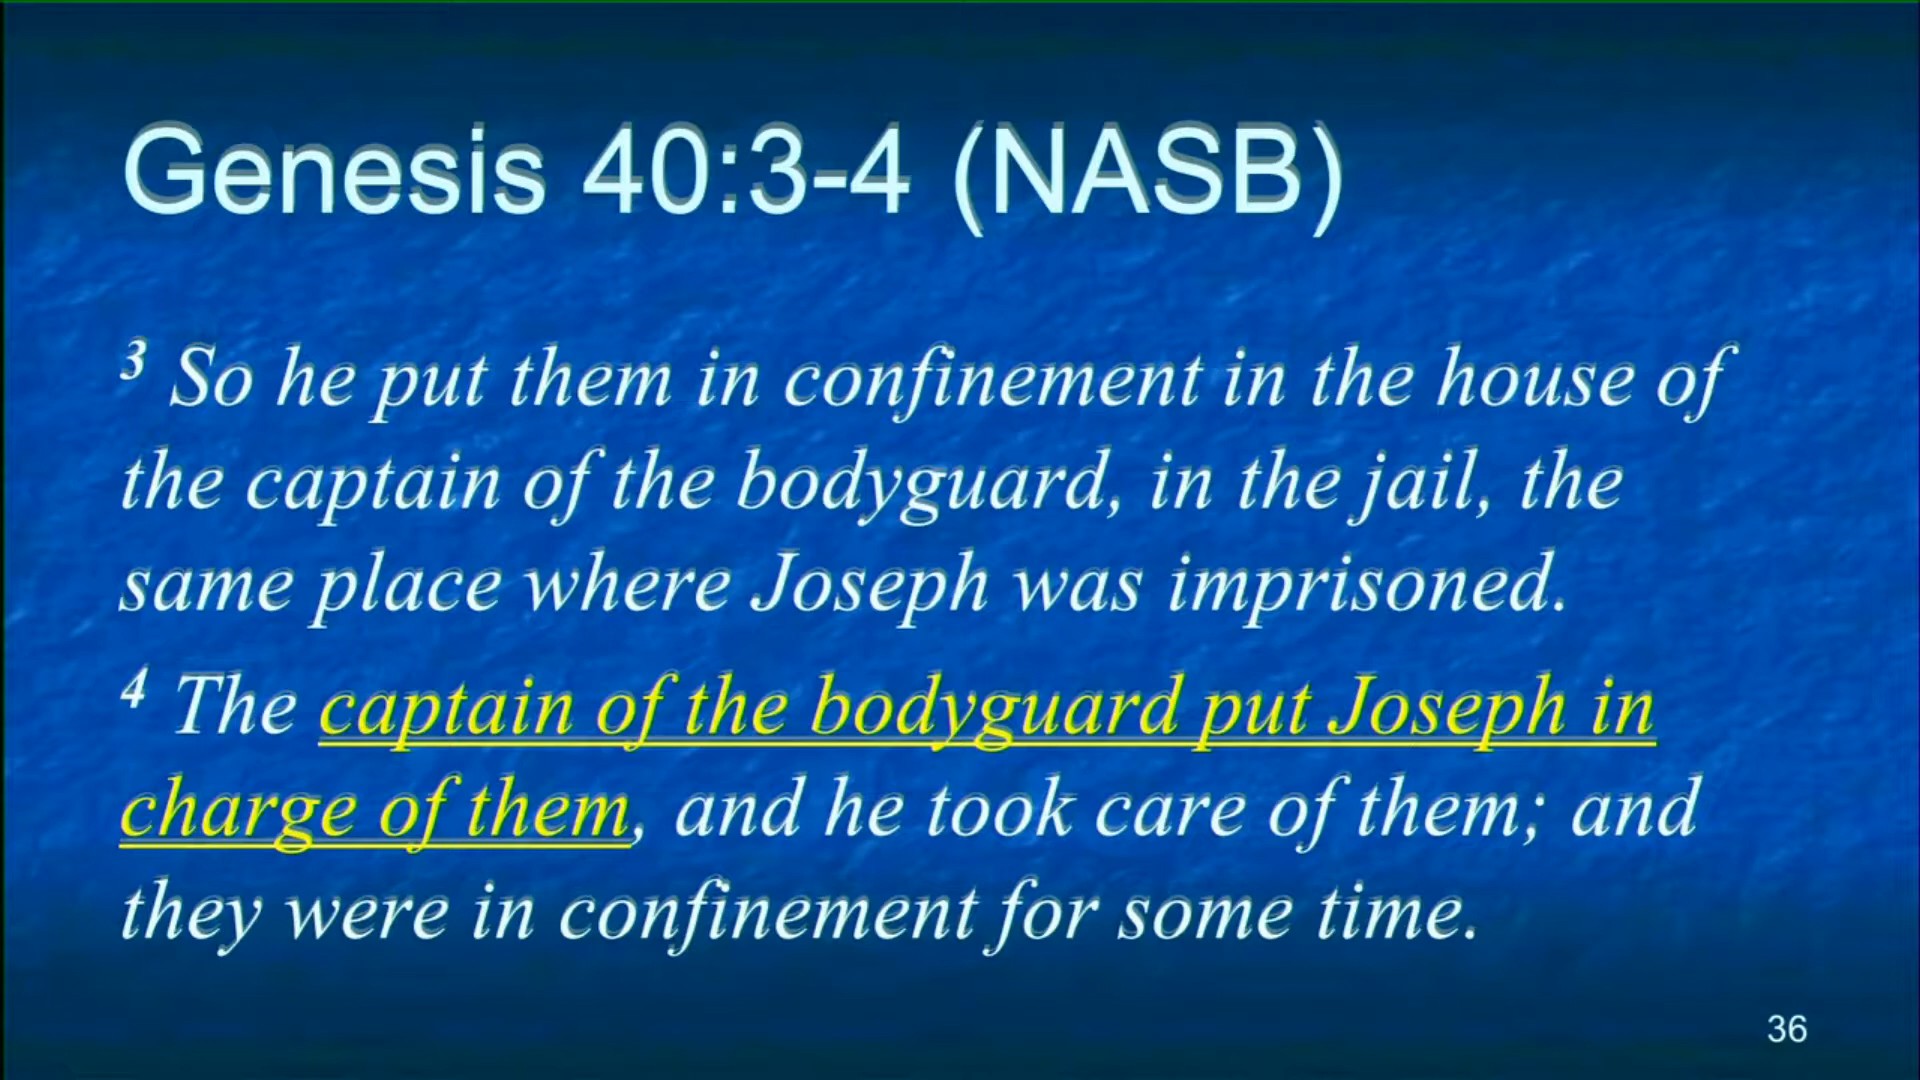 Genesis 40:3-4 (NASB)
3 So he put them in confinement in the house of
the captain of the bodyguard, in the jail, the
same place where Joseph was imprisoned.
4 The captain of the bodyguard put Joseph in
charge of them, and he took care of them; and
they were in confinement for some time.
36